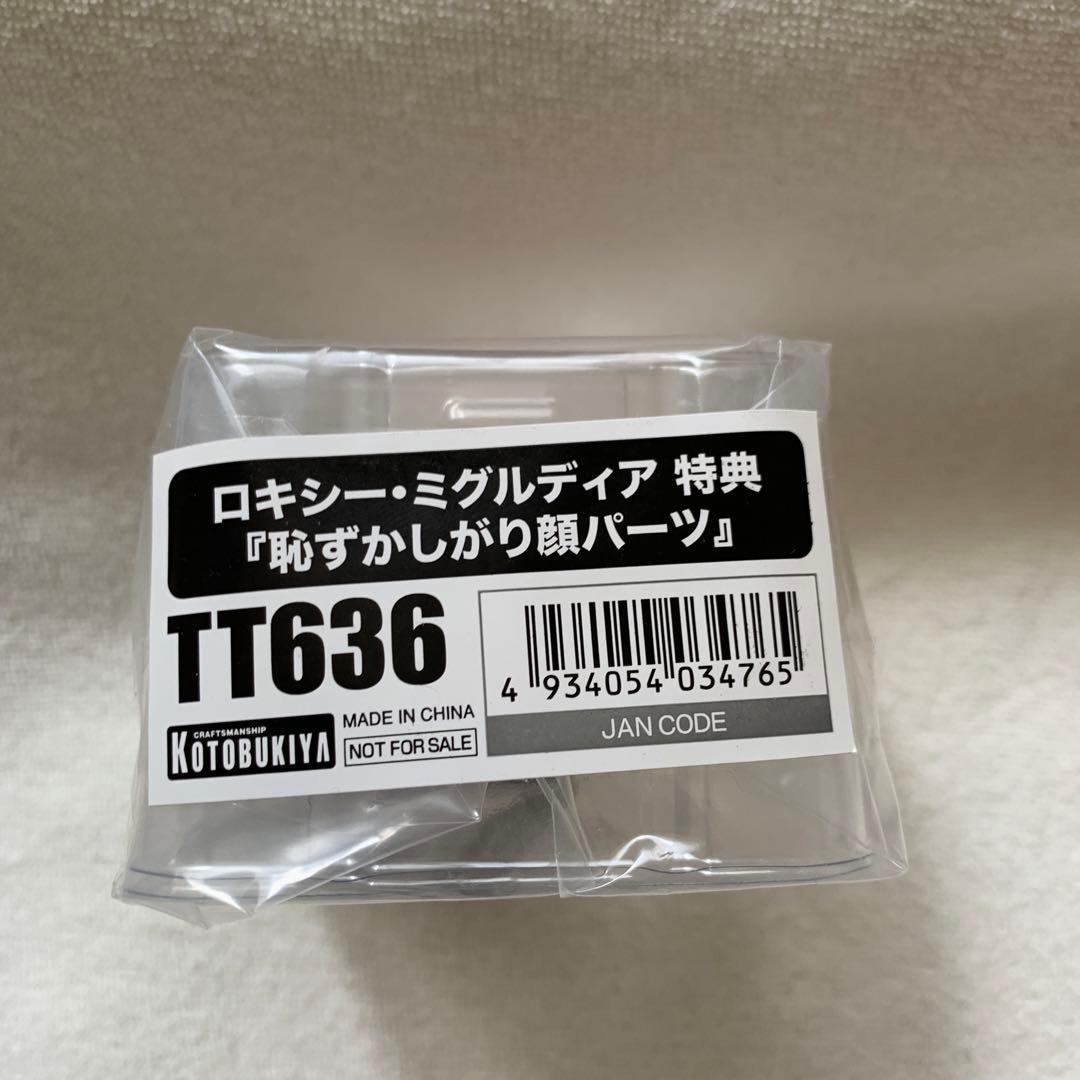 ロキシー・ミグルディア 特典
『恥ずかしがり顔パーツ』
TT636
CRAFTSMANSHIP
KOTOBUKIYA
MADE IN CHINA
NOT FOR SALE
4 934054 034765
JAN CODE